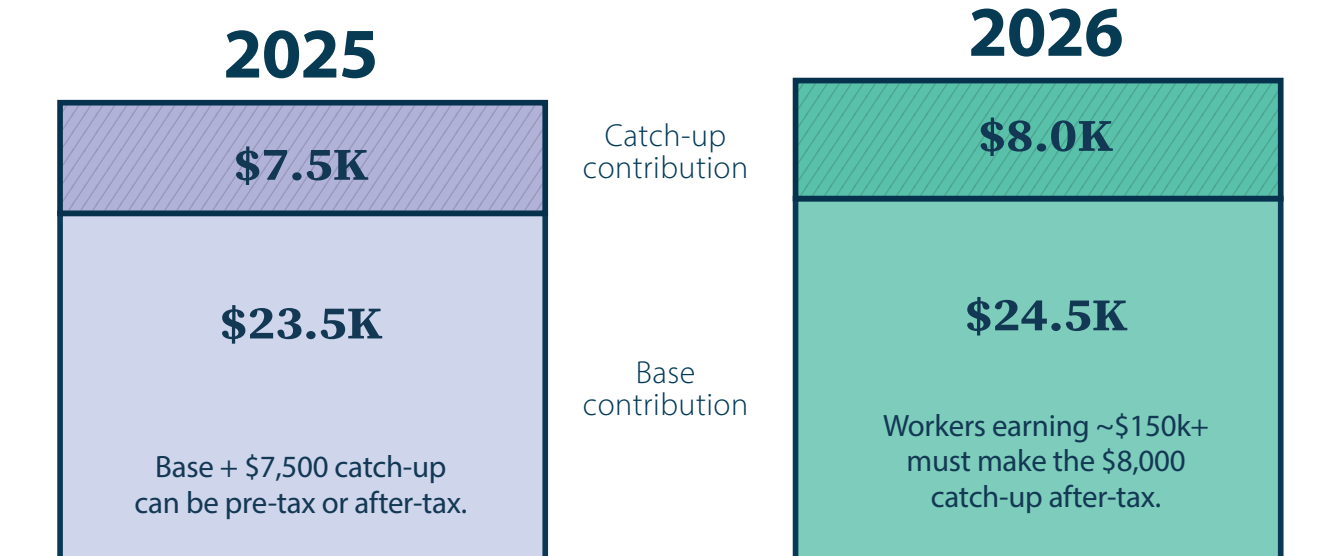 2025
$7.5K
$23.5K
Base + $7,500 catch-up
can be pre-tax or after-tax.
Catch-up
contribution
Base
contribution
2026
$8.0K
$24.5K
Workers earning ~$150k+
must make the $8,000
catch-up after-tax.